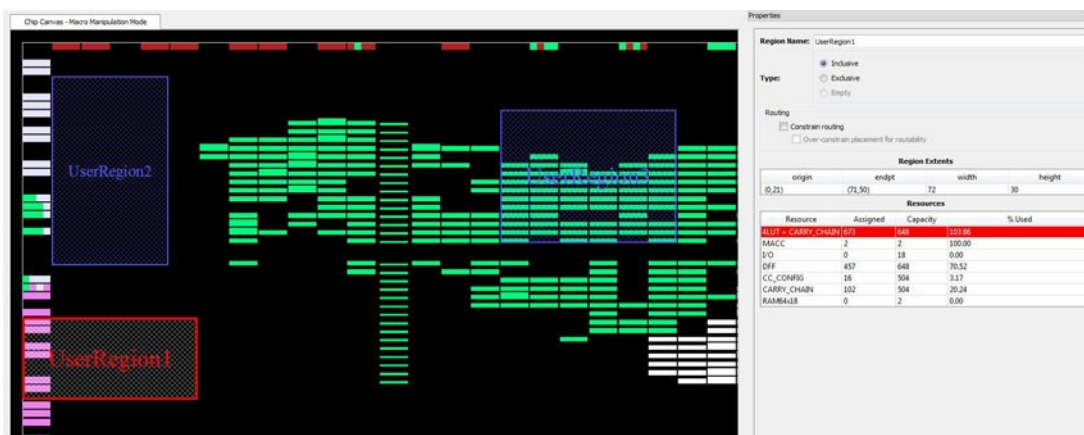 Chip Canvas - Macro Manipulation Mode
Properties
Region Name: UserRegion1
Type:
Inclusive
Exclusive
Empty
Routing
Constrain routing
Over-constrain placement for routability
Region Extents
origin endpt width height
(0,21) (71,50) 72 30
Resources
Resource Assigned Capacity % Used
4LUT + CARRY_CHAIN 673 648 103.86
MACC 2 2 100.00
I/O 0 18 0.00
DFF 457 648 70.52
CC_CONFIG 16 504 3.17
CARRY_CHAIN 102 504 20.24
RAM64x18 0 2 0.00
UserRegion2
UserRegion3
UserRegion1